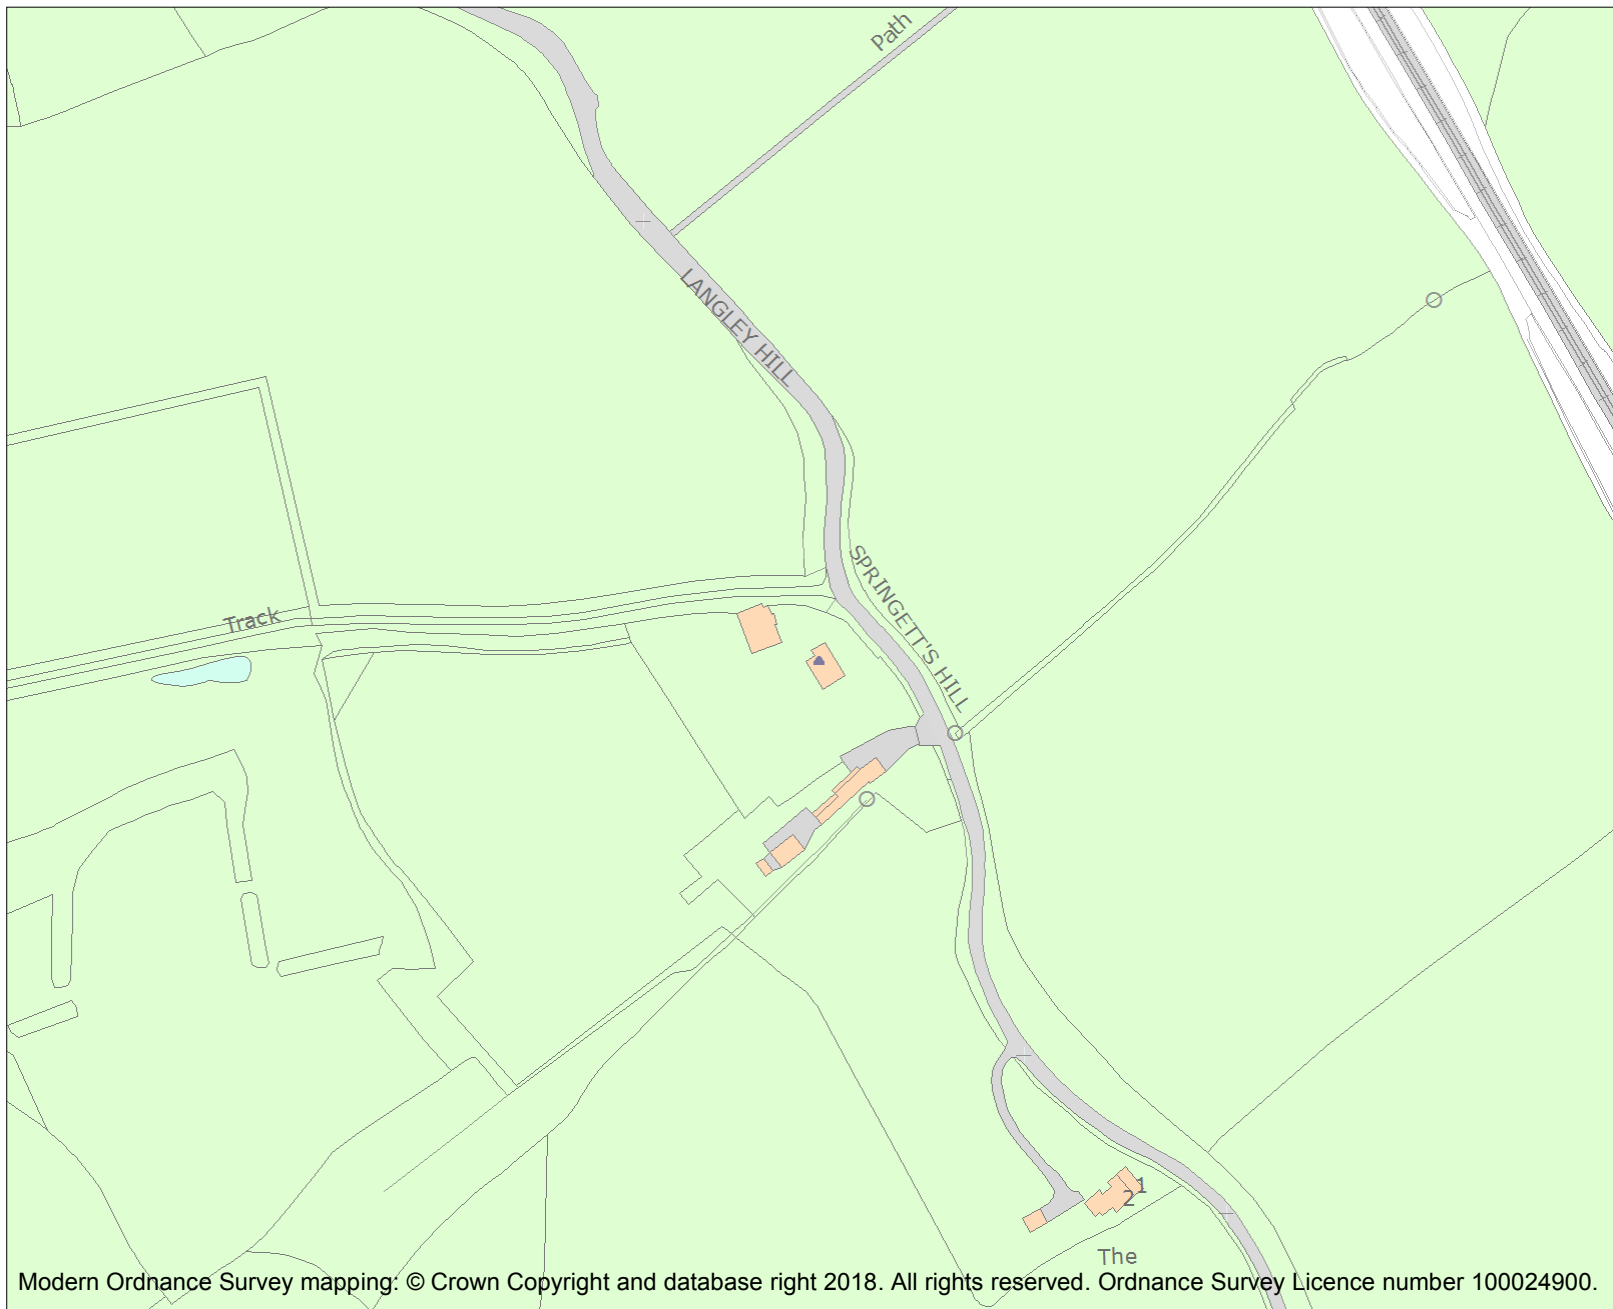 Path
LANGLEY HILL
SPRINGETT'S HILL
Track
1
2
The
Modern Ordnance Survey mapping: © Crown Copyright and database right 2018. All rights reserved. Ordnance Survey Licence number 100024900.